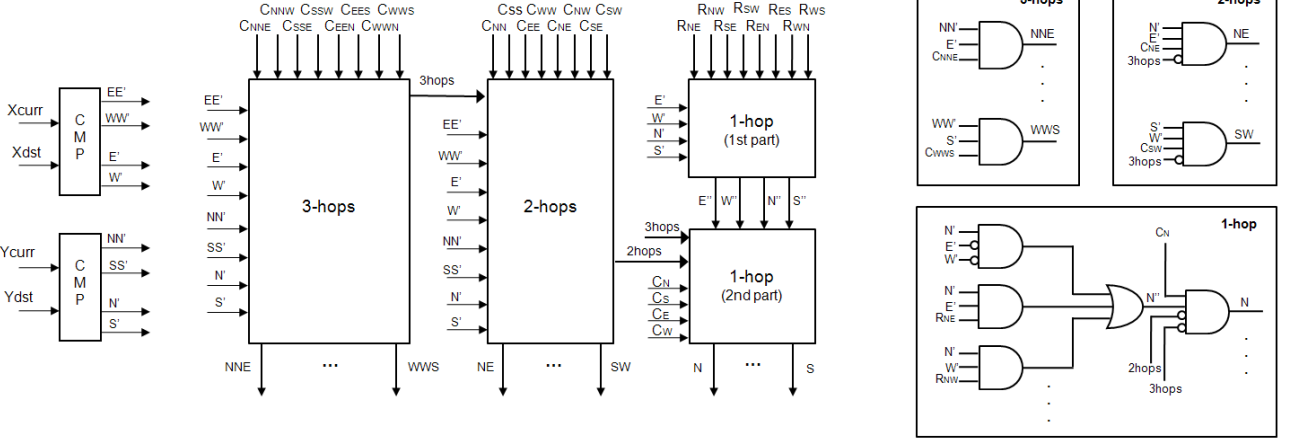 Xcurr
Xdst
C
M
P
EE'
WW'
E'
W'
Ycurr
Ydst
C
M
P
NN'
SS'
N'
S'
CNNW CSSW CEES CWWS
CNNE CSSE CEEN CWWN
EE'
WW'
E'
W'
NN'
SS'
N'
S'
3-hops
NNE
...
WWS
3hops
CSS CWW CNW CSW
CNN CEE CNE CSE
EE'
WW'
E'
W'
NN'
SS'
N'
S'
2-hops
NE
...
SW
RNW RSW RES RWS
RNE RSE REN RWN
E'
W'
N'
S'
1-hop
(1st part)
E'' W'' N'' S''
3hops
2hops
CN
CS
CE
CW
1-hop
(2nd part)
N
...
S
3-hops
NN'
E'
CNNE
NNE
WW'
S'
CWWS
WWS
2-hops
N'
E'
CNE
3hops
NE
S'
W'
CSW
3hops
SW
1-hop
N'
E'
W'
N'
E'
RNE
N'
W'
RNW
CN
N''
N
2hops
3hops